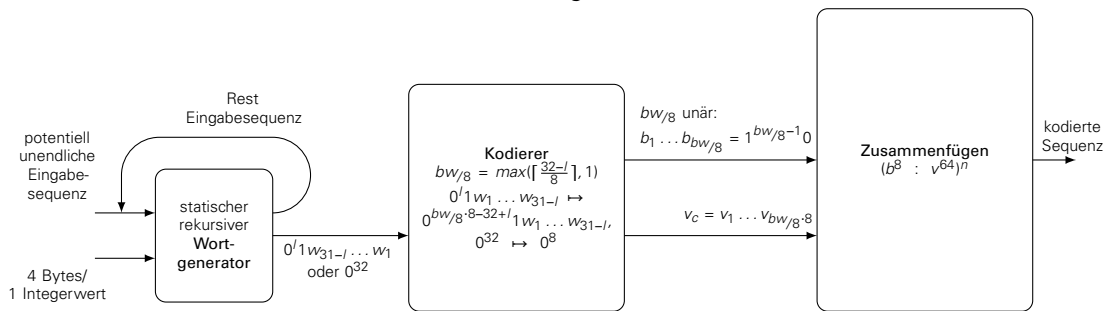 Rest
Eingabesequenz
potentiell
unendliche
Eingabe-
sequenz
statischer
rekursiver
Wort-
generator
4 Bytes/
1 Integerwert
0^l 1w_{31−l} … w_1
oder 0^{32}
Kodierer
bw_{/8} = max(⌈\frac{32−l}{8}⌉, 1)
0^l 1w_1 … w_{31−l} ↦
0^{bw_{/8}·8−32+l} 1w_1 … w_{31−l},
0^{32} ↦ 0^8
bw_{/8} unär:
b_1 … b_{bw_{/8}} = 1^{bw_{/8}−1}0
v_c = v_1 … v_{bw_{/8}·8}
Zusammenfügen
(b^8 : v^{64})^n
kodierte
Sequenz